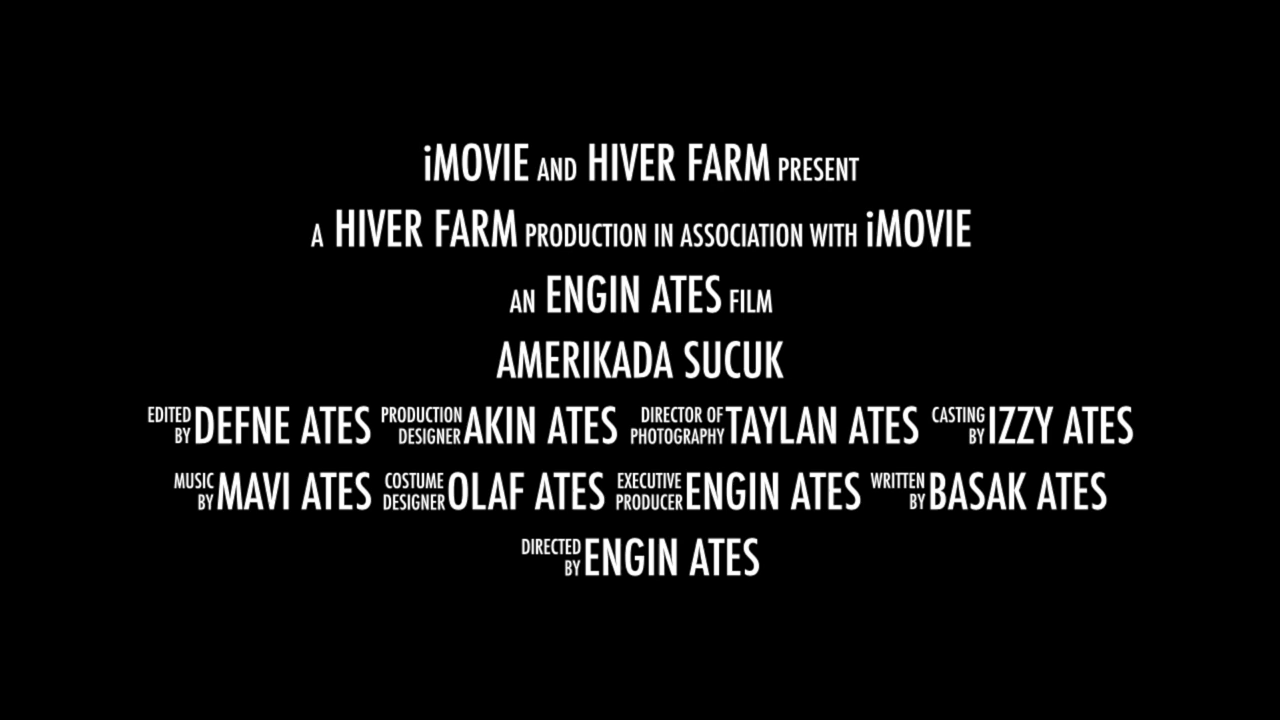 iMOVIE AND HIVER FARM PRESENT
A HIVER FARM PRODUCTION IN ASSOCIATION WITH iMOVIE
AN ENGIN ATES FILM
AMERIKADA SUCUK
EDITED BY DEFNE ATES PRODUCTION DESIGNER AKIN ATES DIRECTOR OF PHOTOGRAPHY TAYLAN ATES CASTING BY IZZY ATES
MUSIC BY MAVI ATES COSTUME DESIGNER OLAF ATES EXECUTIVE PRODUCER ENGIN ATES WRITTEN BY BASAK ATES
DIRECTED BY ENGIN ATES